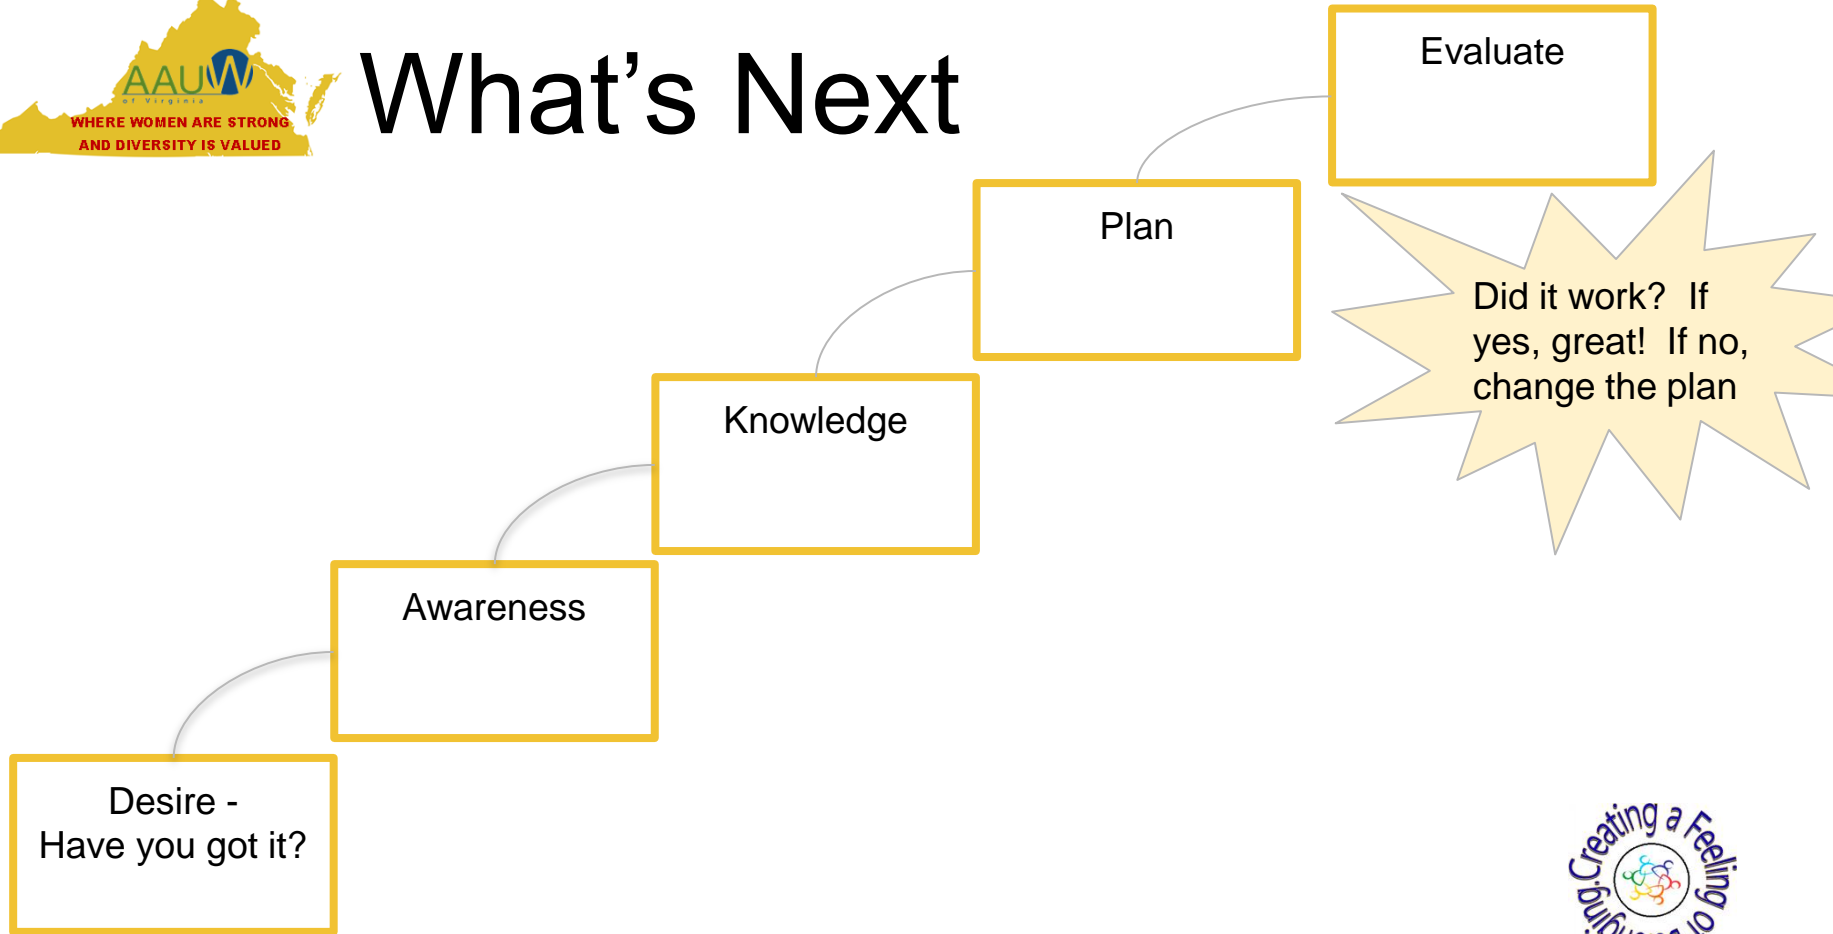 AAUW
of Virginia
WHERE WOMEN ARE STRONG
AND DIVERSITY IS VALUED
What’s Next
Evaluate
Plan
Did it work?  If
yes, great!  If no,
change the plan
Knowledge
Awareness
Desire -
Have you got it?
Creating a Feeling